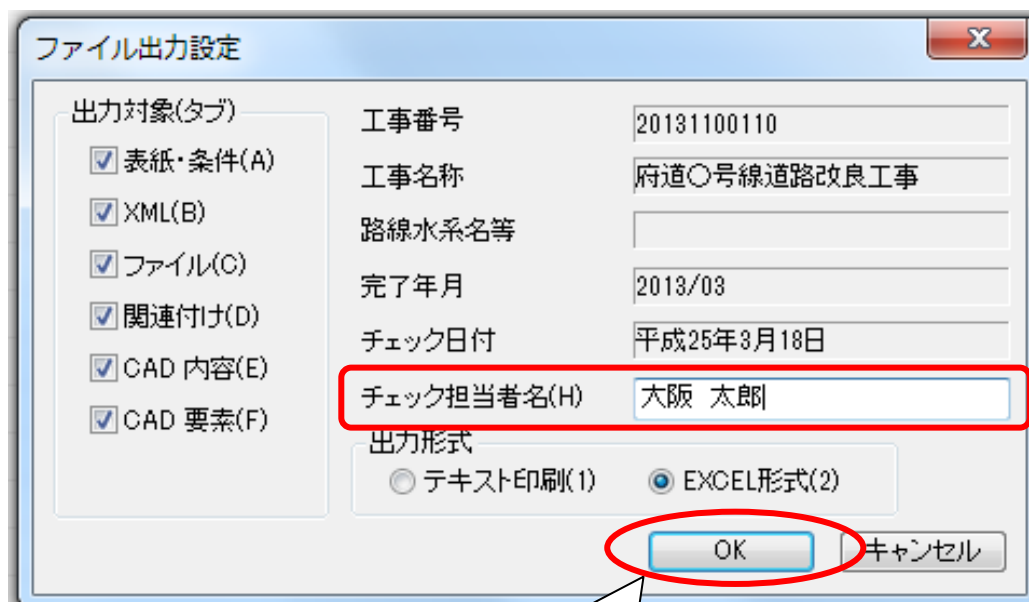 ファイル出力設定
出力対象(タブ)
表紙・条件(A)
XML(B)
ファイル(C)
関連付け(D)
CAD 内容(E)
CAD 要素(F)
工事番号 20131100110
工事名称 府道〇号線道路改良工事
路線水系名等
完了年月 2013/03
チェック日付 平成25年3月18日
チェック担当者名(H) 大阪 太郎
出力形式
テキスト印刷(1) EXCEL形式(2)
OK キャンセル